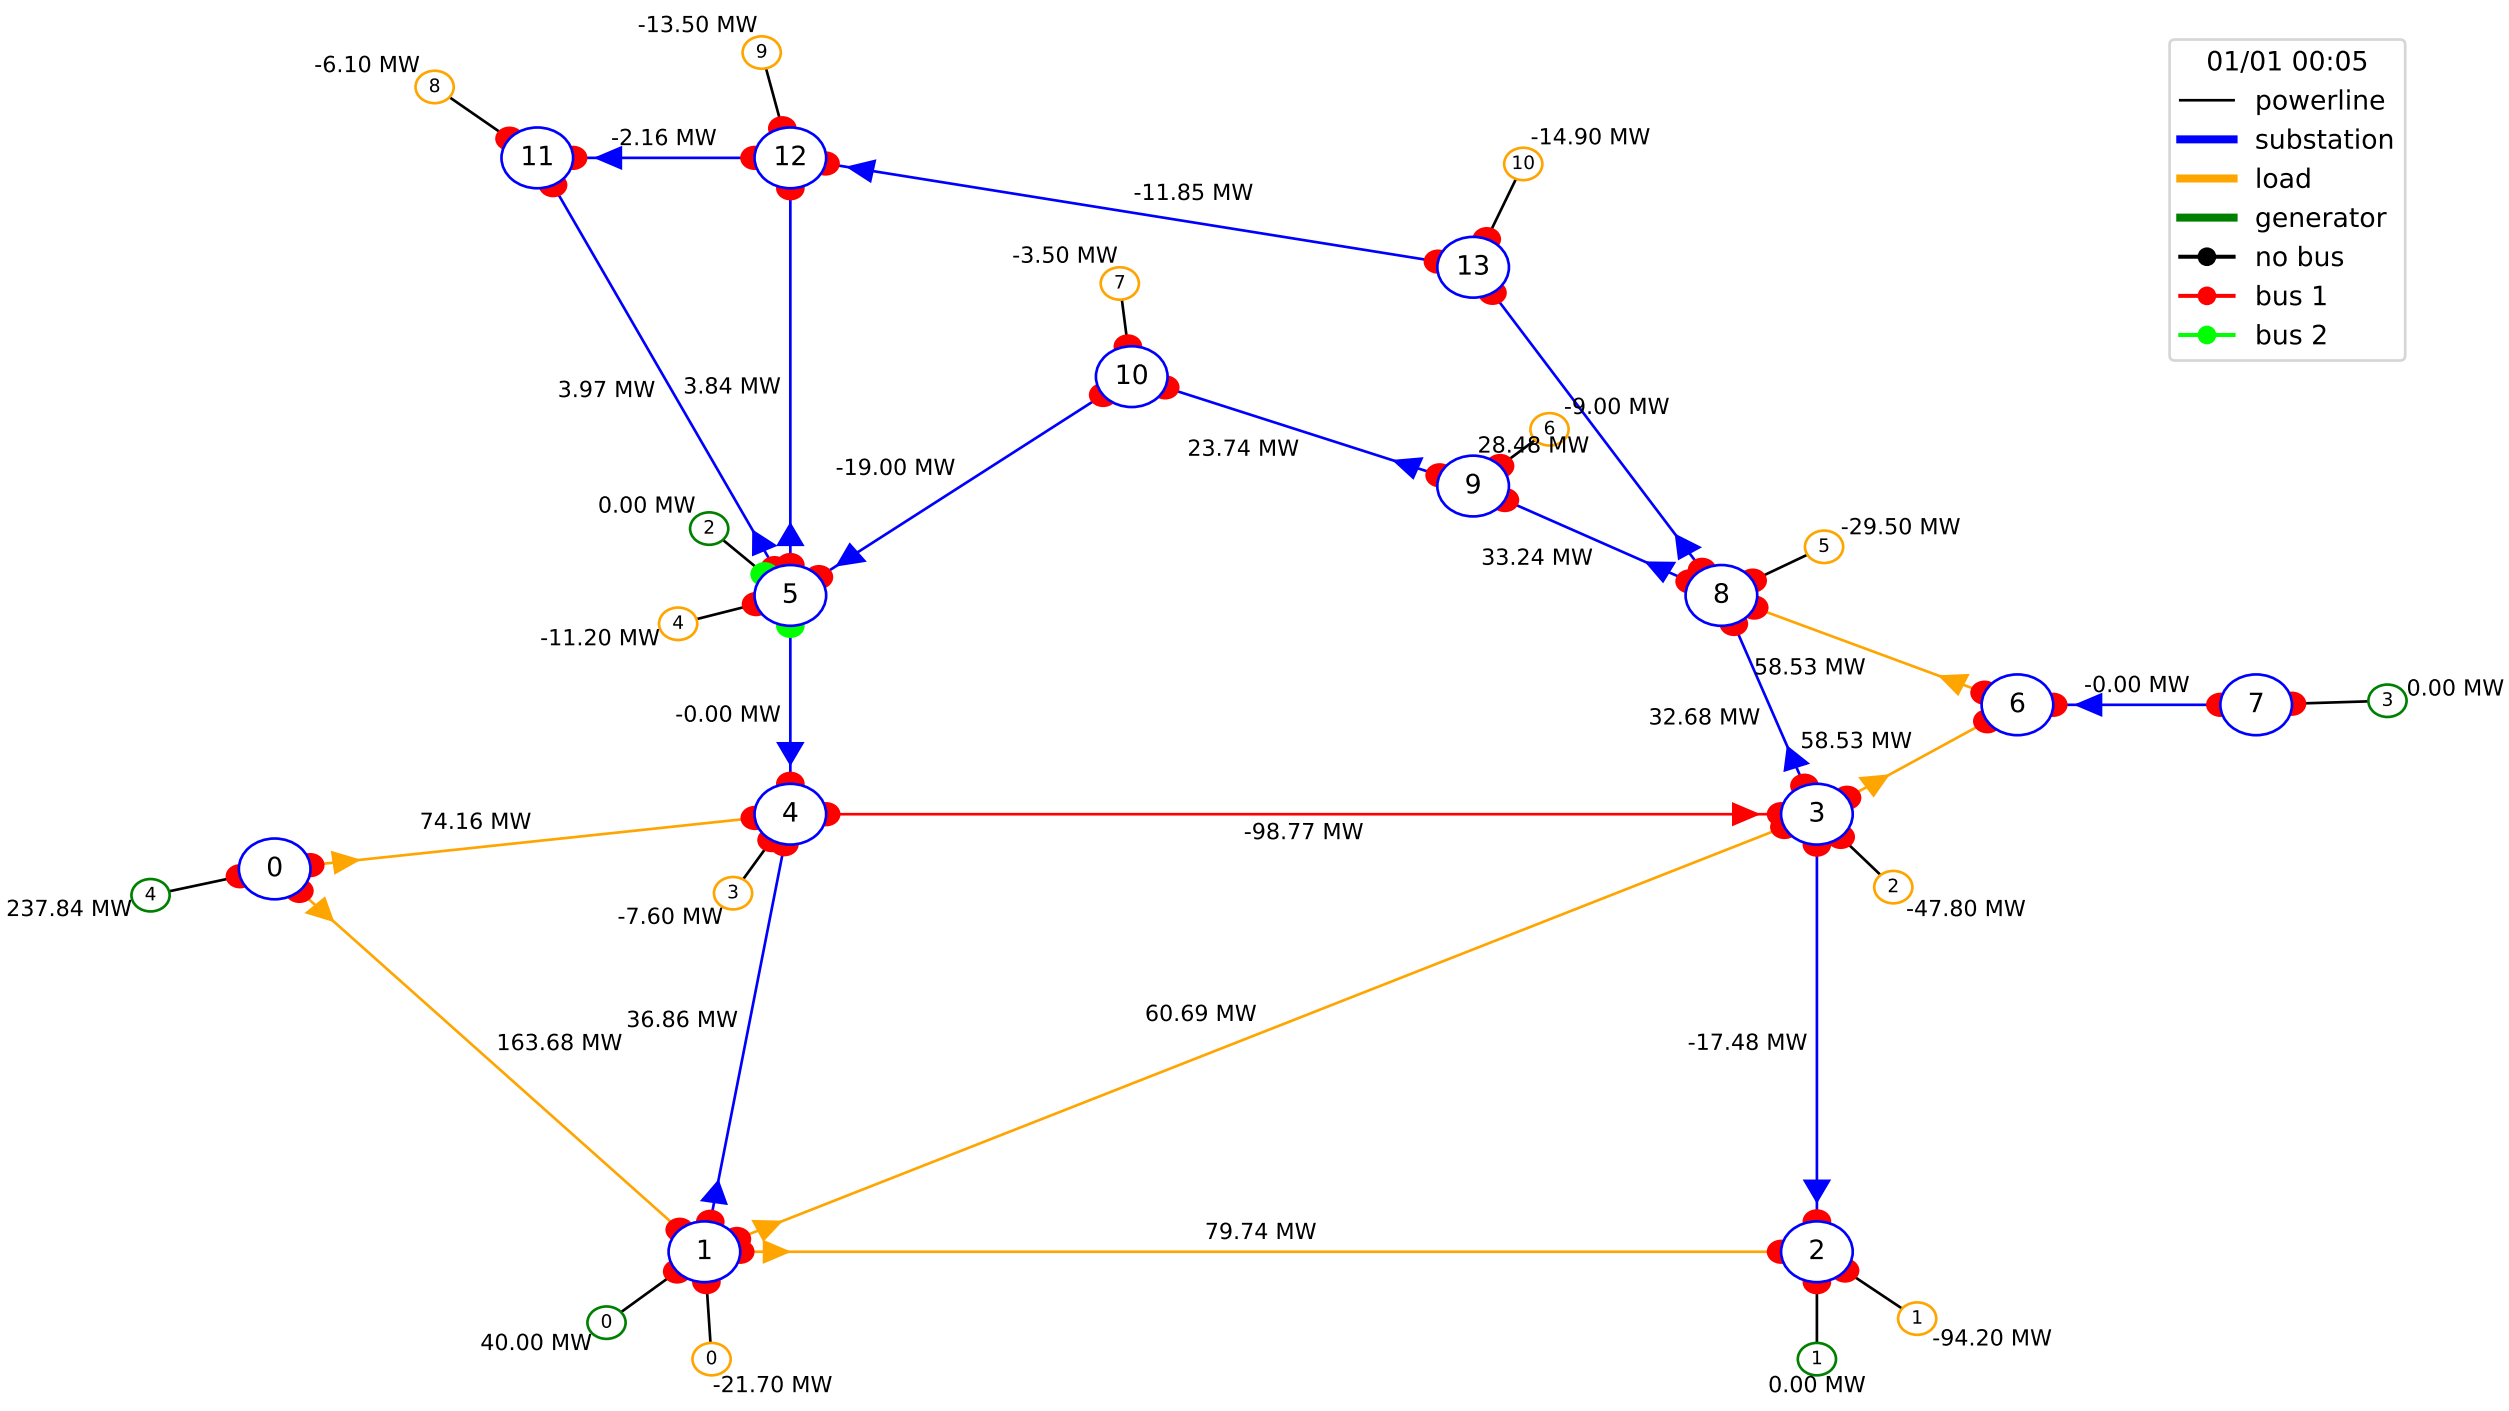 -13.50 MW
9
-6.10 MW
8
01/01 00:05
powerline
substation
load
generator
no bus
bus 1
bus 2
11
-2.16 MW
12
-14.90 MW
10
-11.85 MW
13
-3.50 MW
7
10
3.97 MW
3.84 MW
-9.00 MW
6
28.48 MW
23.74 MW
-19.00 MW
9
0.00 MW
2
-29.50 MW
5
33.24 MW
5
8
4
-11.20 MW
58.53 MW
-0.00 MW
0.00 MW
3
6
7
-0.00 MW
32.68 MW
58.53 MW
74.16 MW
4
-98.77 MW
3
0
4
237.84 MW
3
-7.60 MW
2
-47.80 MW
36.86 MW
163.68 MW
60.69 MW
-17.48 MW
79.74 MW
1
2
0
40.00 MW
0
-21.70 MW
1
-94.20 MW
1
0.00 MW